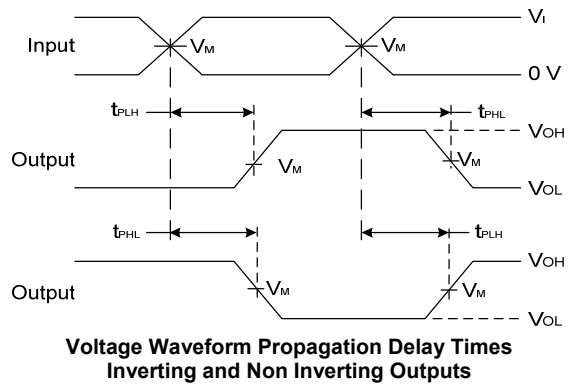 VI
Input VM VM
0 V
tPLH tPHL
VOH
Output VM VM
VOL
tPHL tPLH
VOH
Output VM VM
VOL
Voltage Waveform Propagation Delay Times
Inverting and Non Inverting Outputs